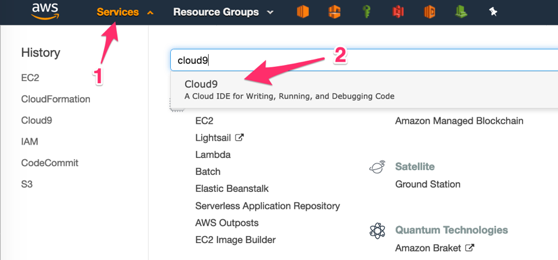 aws Services Resource Groups
1
2
History
EC2
CloudFormation
Cloud9
IAM
CodeCommit
S3
cloud9
Cloud9
A Cloud IDE for Writing, Running, and Debugging Code
EC2
Lightsail
Lambda
Batch
Elastic Beanstalk
Serverless Application Repository
AWS Outposts
EC2 Image Builder
Amazon Managed Blockchain
Satellite
Ground Station
Quantum Technologies
Amazon Braket